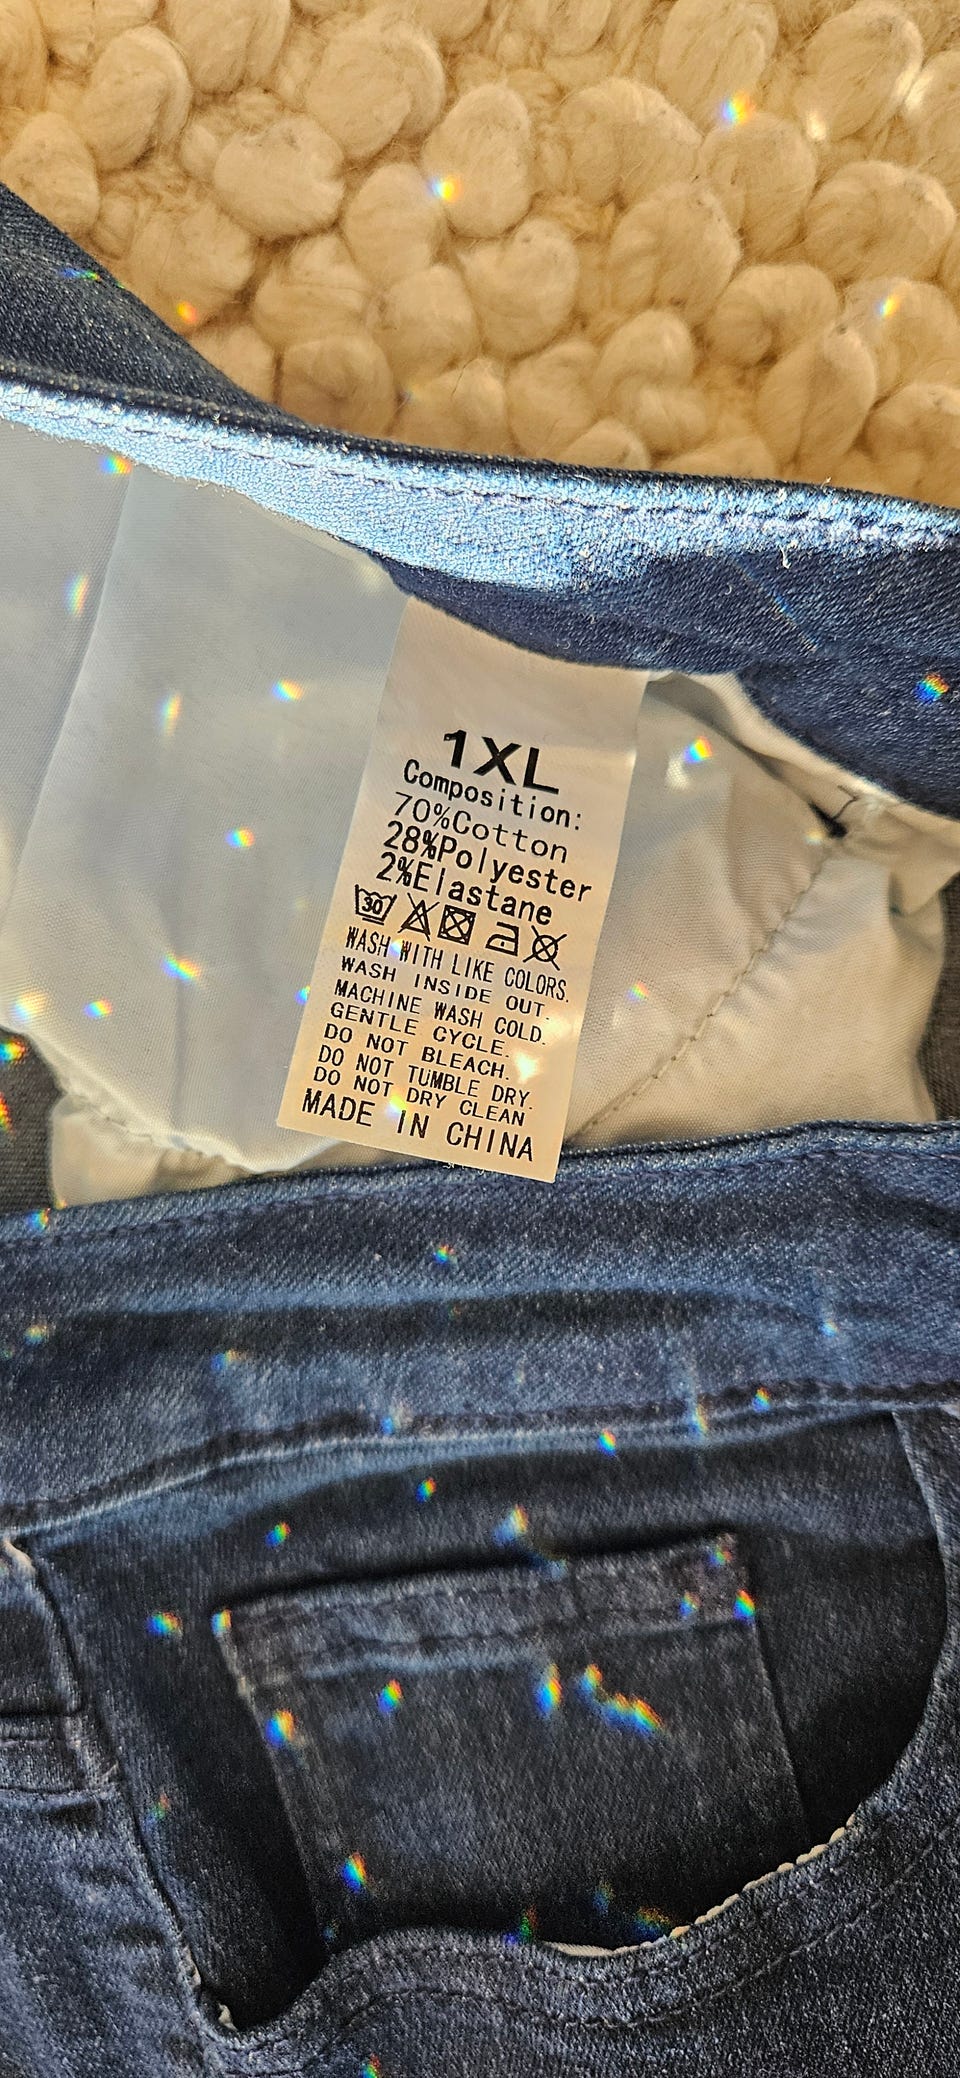 1XL
Composition:
70%Cotton
28%Polyester
2%Elastane
30
WASH WITH LIKE COLORS.
WASH INSIDE OUT.
MACHINE WASH COLD.
GENTLE CYCLE.
DO NOT BLEACH.
DO NOT TUMBLE DRY.
DO NOT DRY CLEAN
MADE IN CHINA